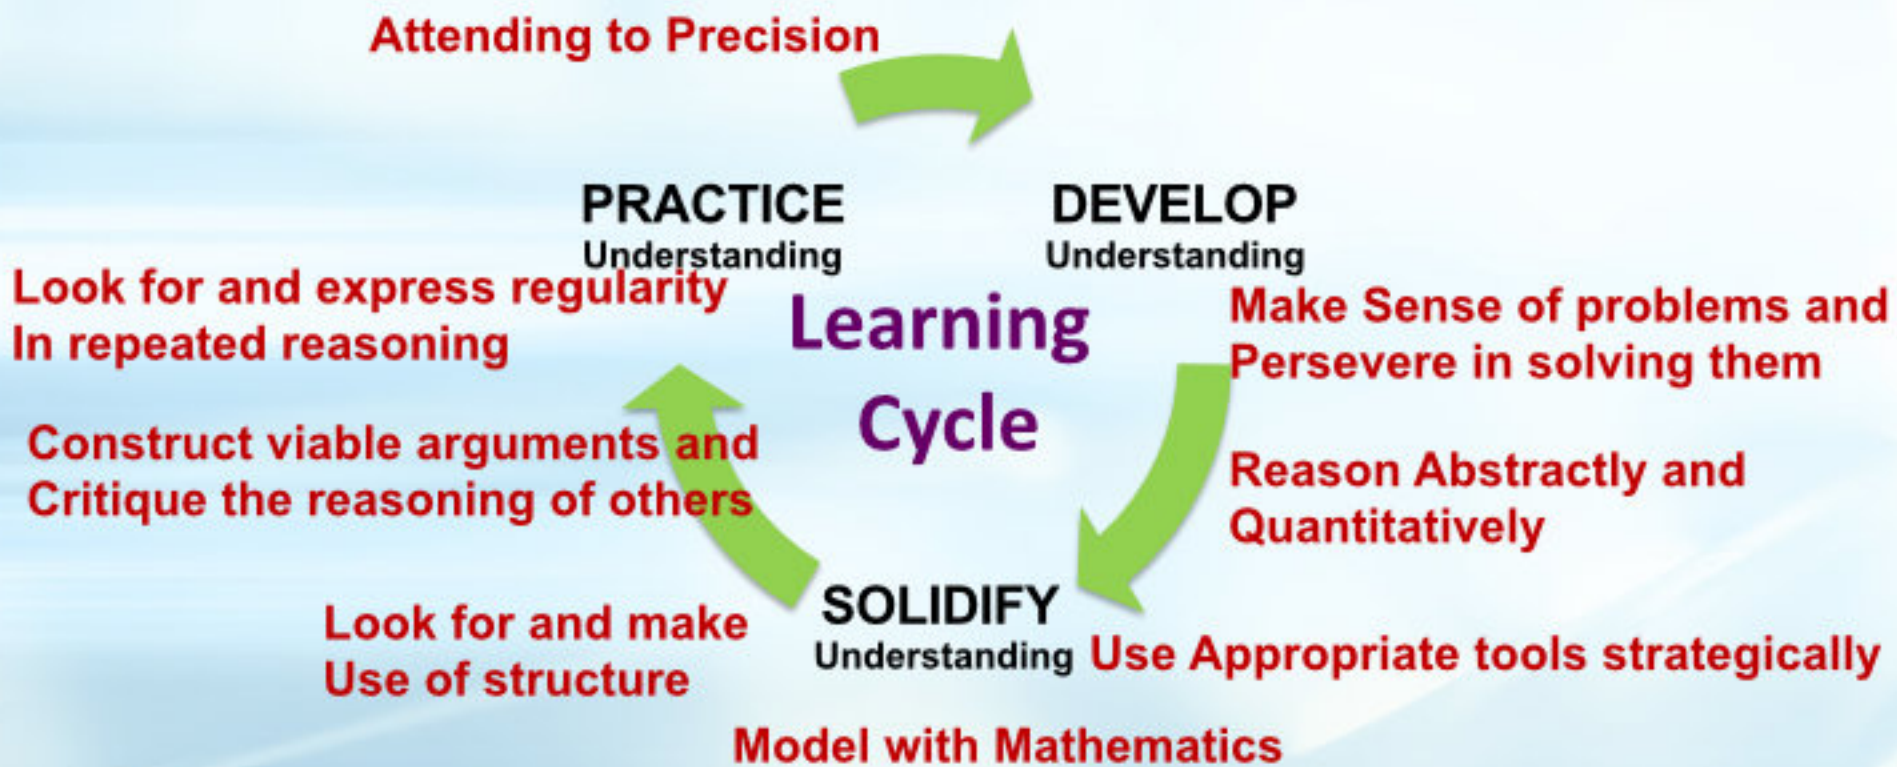 Attending to Precision
PRACTICE
Understanding
DEVELOP
Understanding
Look for and express regularity
In repeated reasoning
Learning
Cycle
Make Sense of problems and
Persevere in solving them
Construct viable arguments and
Critique the reasoning of others
Reason Abstractly and
Quantitatively
SOLIDIFY
Understanding
Look for and make
Use of structure
Use Appropriate tools strategically
Model with Mathematics